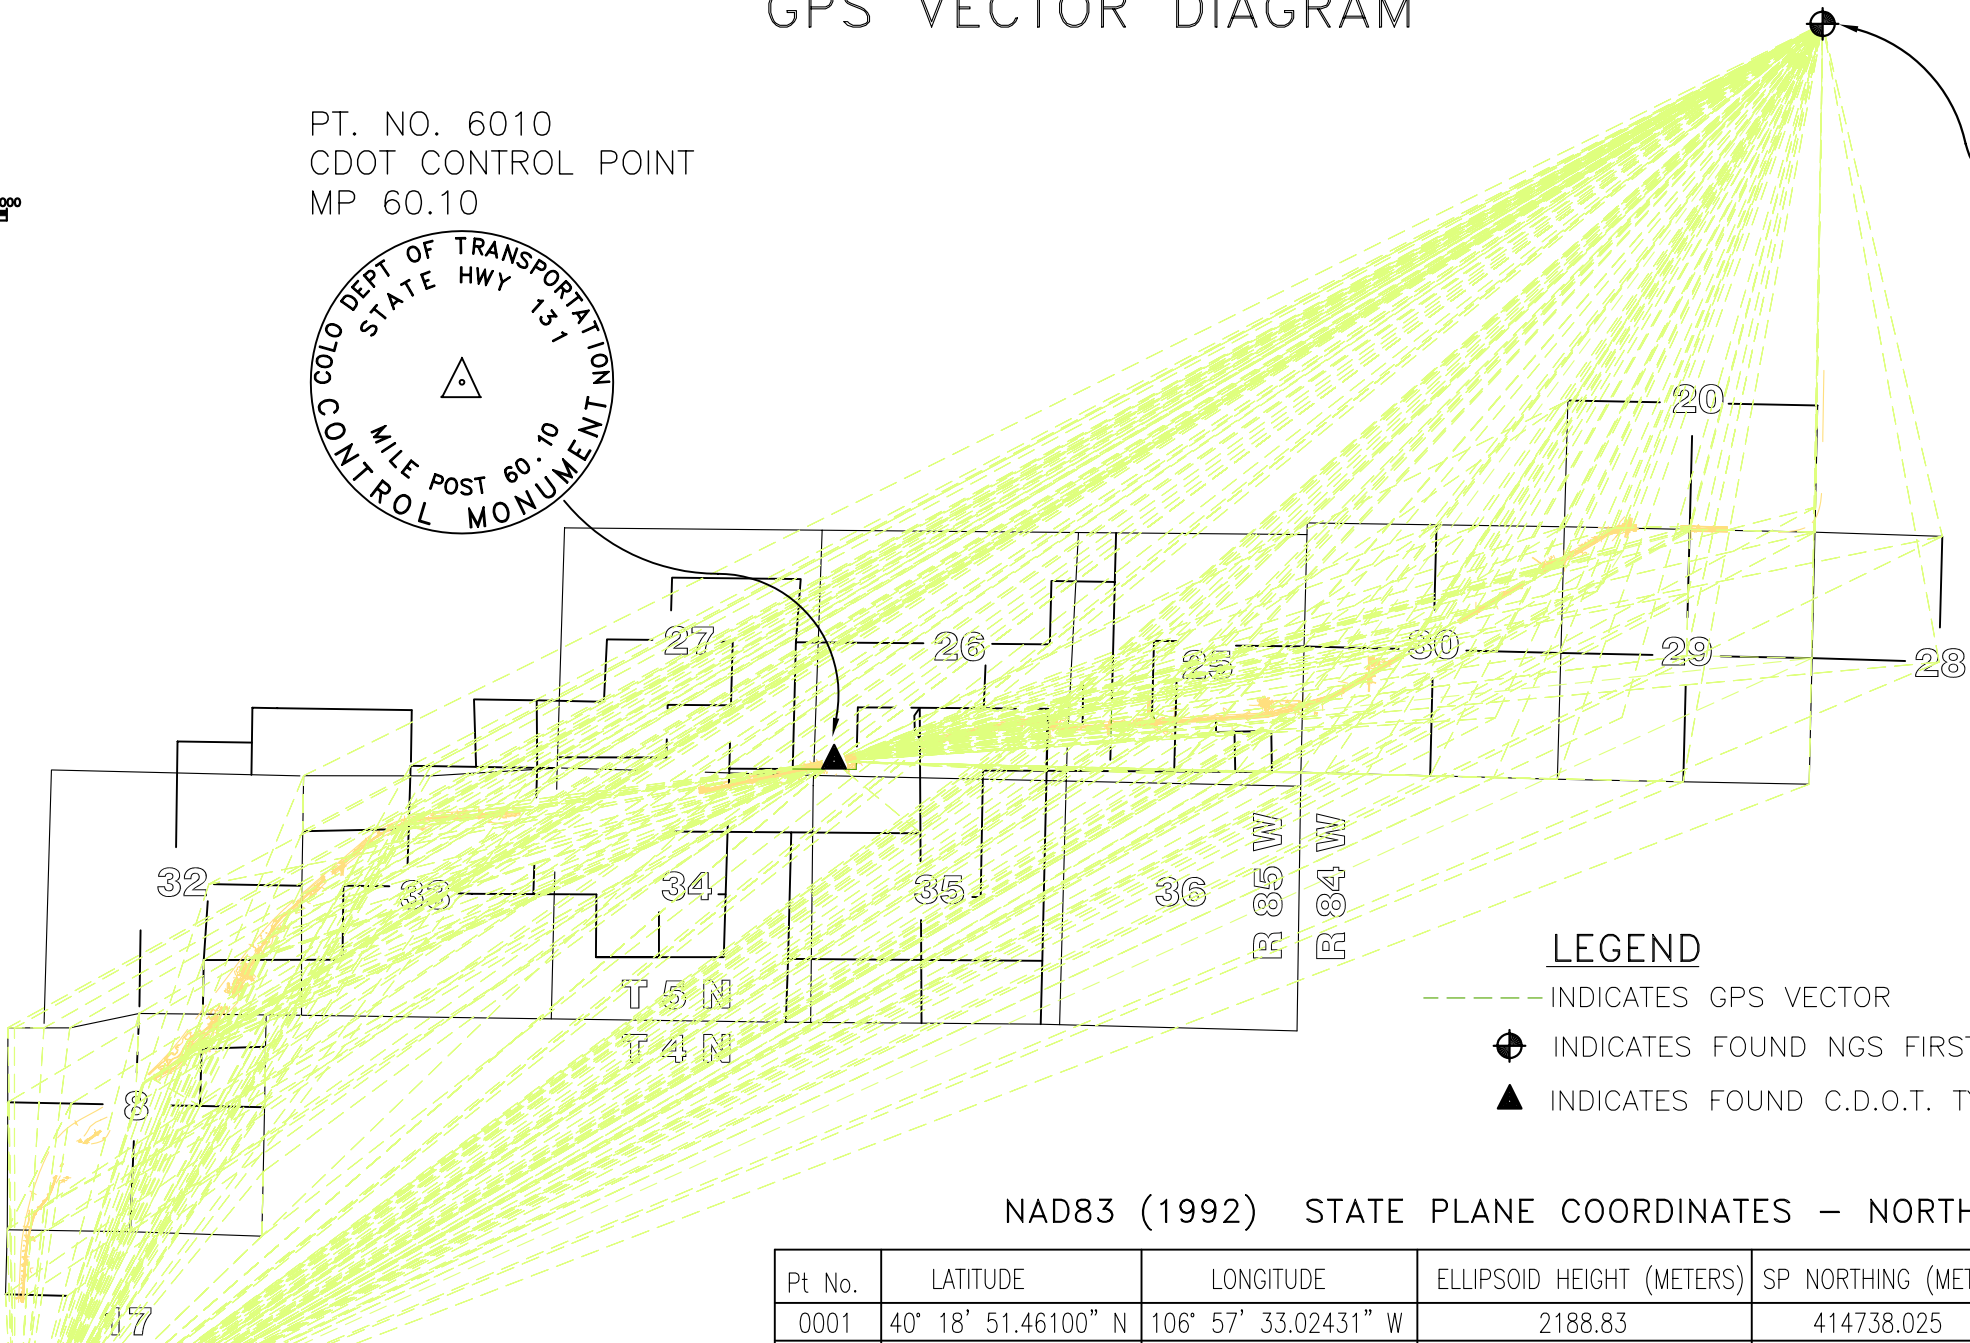 GPS VECTOR DIAGRAM
PT. NO. 6010
CDOT CONTROL POINT
MP 60.10
COLO DEPT OF TRANSPORTATION
STATE HWY 131
MILE POST 60.10
CONTROL MONUMENT
20
27
26
25
30
29
28
32
33
34
35
36
R 85 W
R 84 W
T 5 N
T 4 N
8
17
LEGEND
INDICATES GPS VECTOR
INDICATES FOUND NGS FIRST
INDICATES FOUND C.D.O.T.
NAD83 (1992) STATE PLANE COORDINATES – NORTH
Pt No. LATITUDE LONGITUDE ELLIPSOID HEIGHT (METERS) SP NORTHING (MET
0001 40° 18' 51.46100" N 106° 57' 33.02431" W 2188.83 414738.025